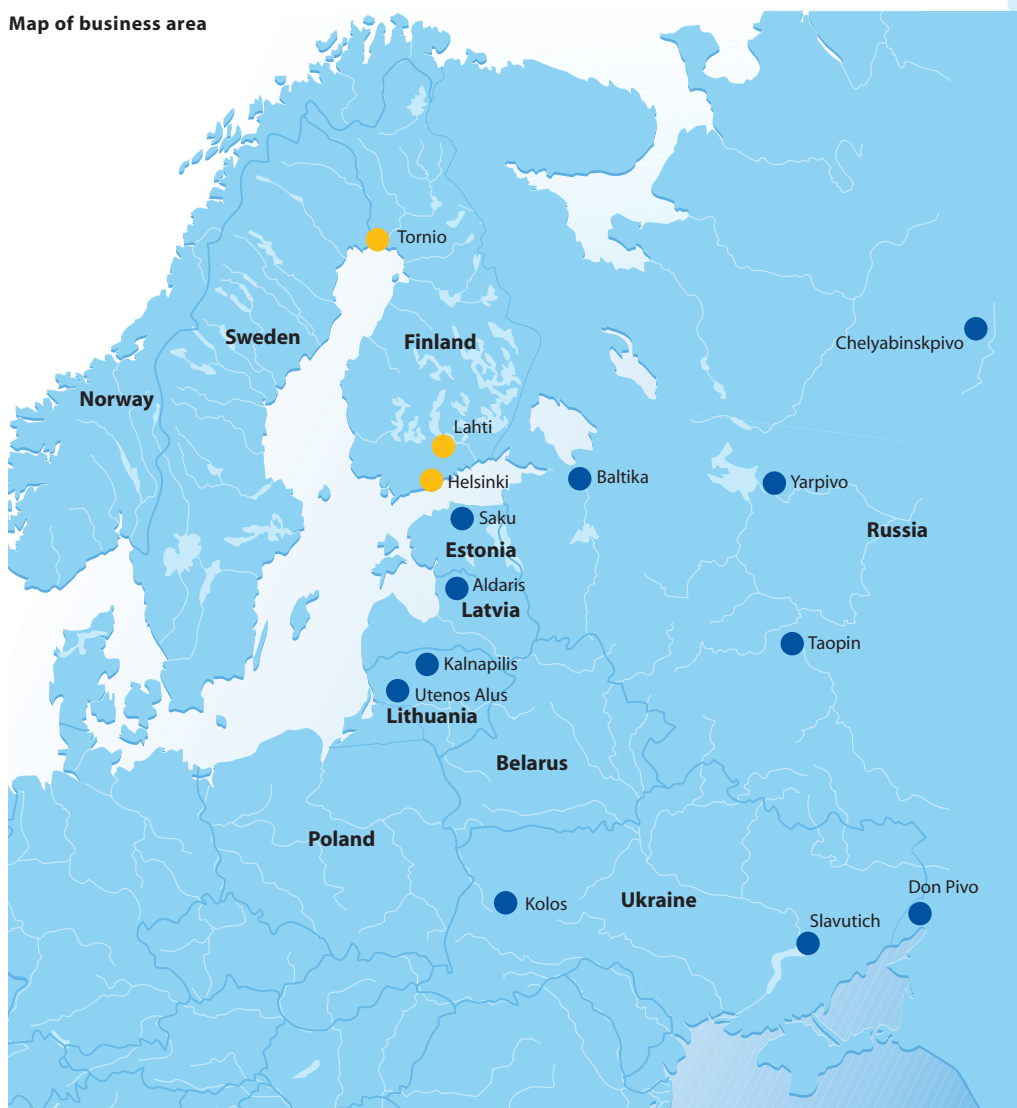 Map of business area
Tornio
Sweden
Finland
Chelyabinskpivo
Norway
Lahti
Helsinki
Baltika
Yarpivo
Saku
Russia
Estonia
Aldaris
Latvia
Taopin
Kalnapilis
Utenos Alus
Lithuania
Belarus
Poland
Don Pivo
Ukraine
Kolos
Slavutich